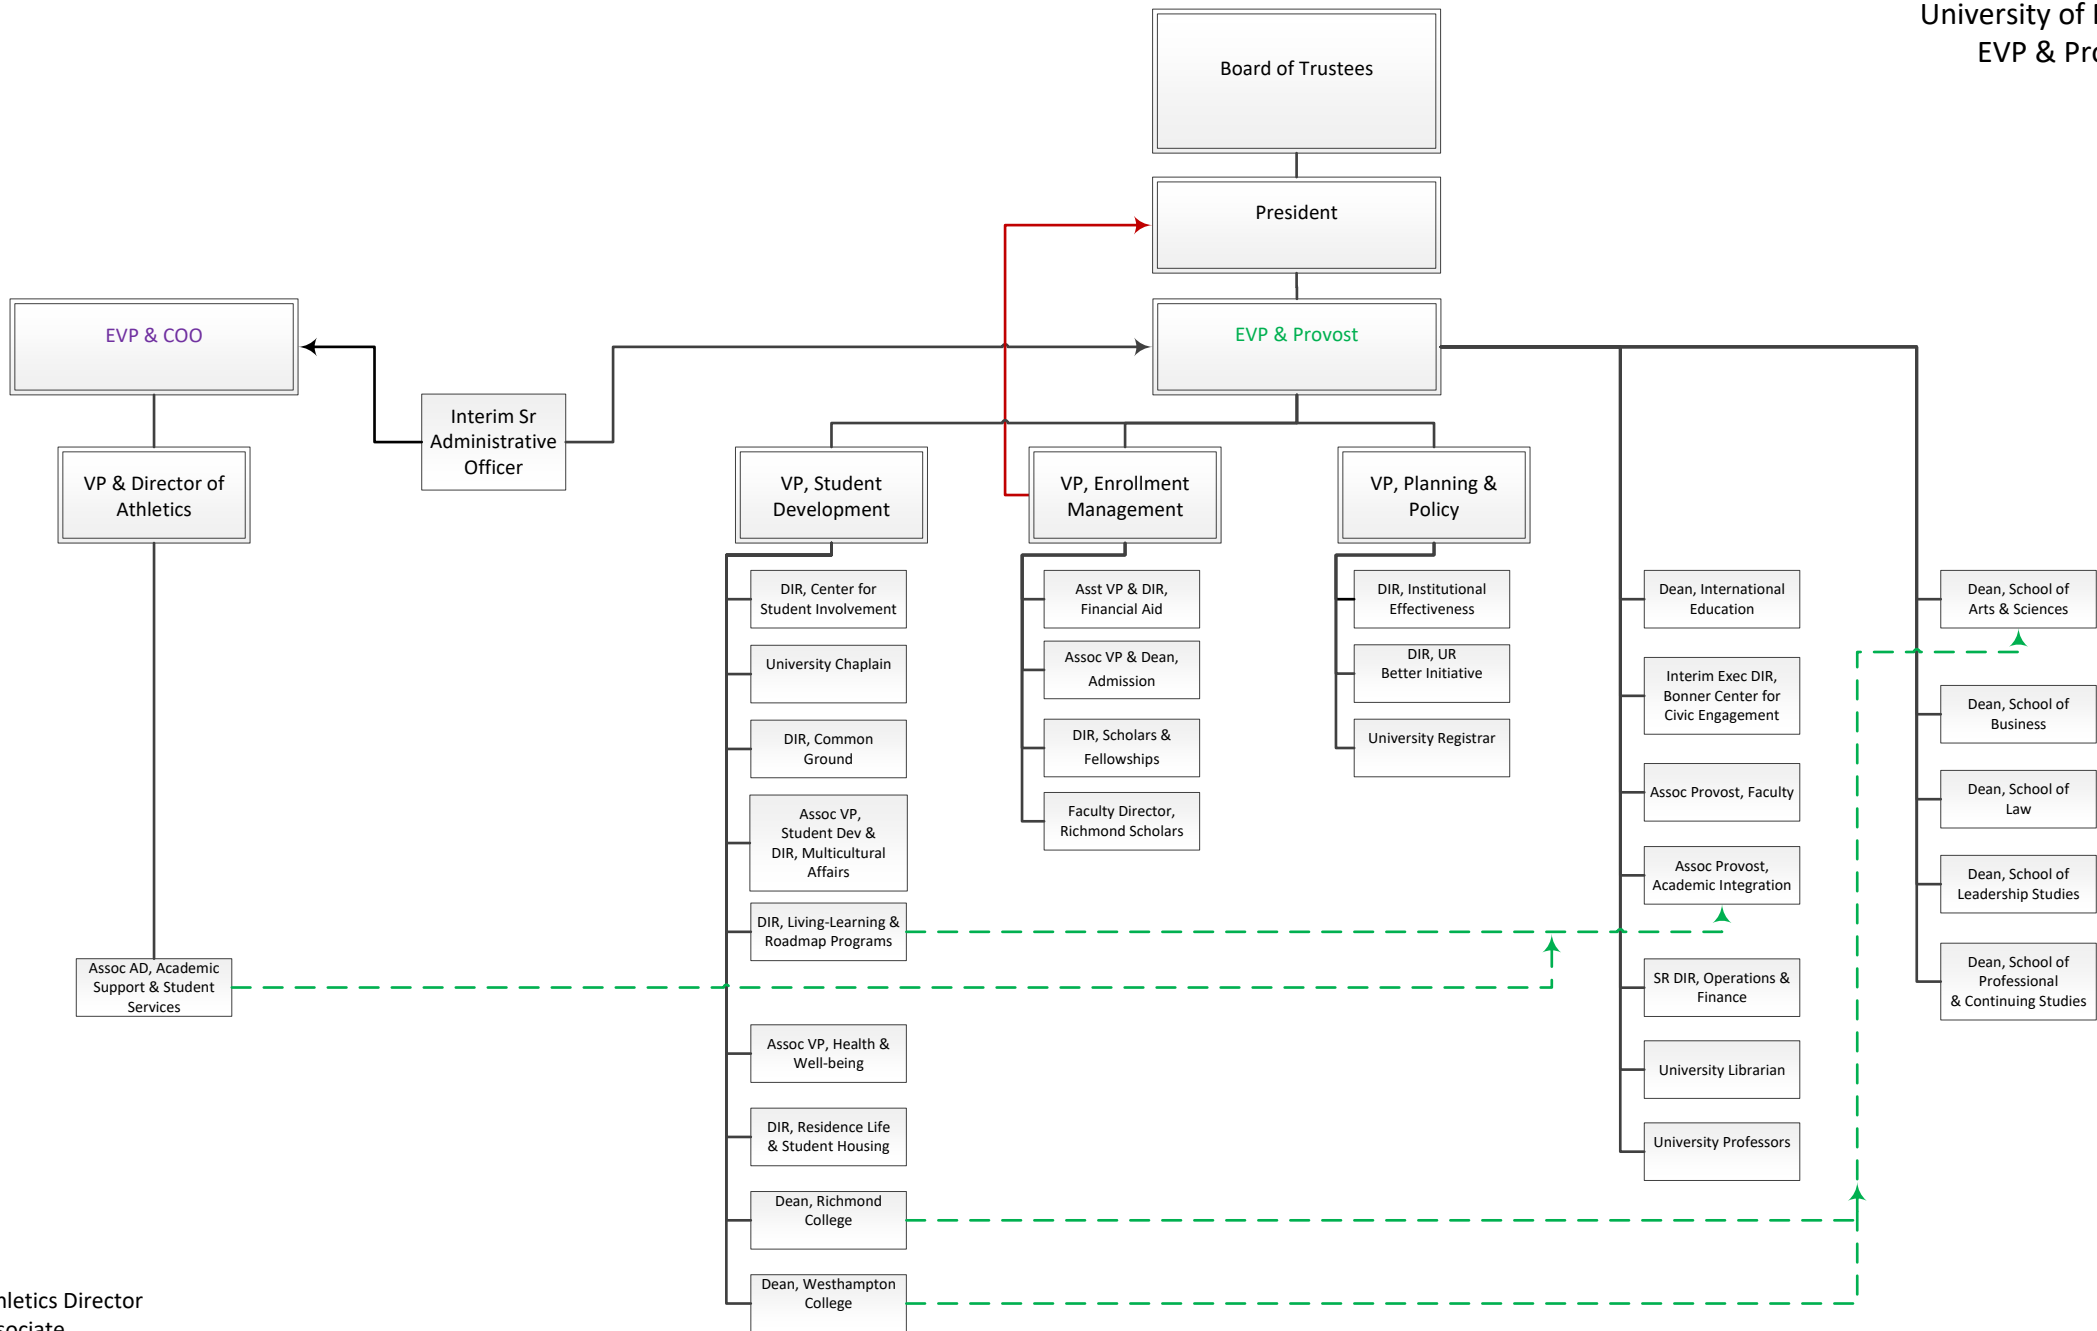 University of
EVP & Pro
Board of Trustees
President
EVP & COO
EVP & Provost
Interim Sr
Administrative
Officer
VP & Director of
Athletics
VP, Student
Development
VP, Enrollment
Management
VP, Planning &
Policy
DIR, Center for
Student Involvement
University Chaplain
DIR, Common
Ground
Assoc VP,
Student Dev &
DIR, Multicultural
Affairs
DIR, Living-Learning &
Roadmap Programs
Assoc AD, Academic
Support & Student
Services
Assoc VP, Health &
Well-being
DIR, Residence Life
& Student Housing
Dean, Richmond
College
Dean, Westhampton
College
Asst VP & DIR,
Financial Aid
Assoc VP & Dean,
Admission
DIR, Scholars &
Fellowships
Faculty Director,
Richmond Scholars
DIR, Institutional
Effectiveness
DIR, UR
Better Initiative
University Registrar
Dean, International
Education
Interim Exec DIR,
Bonner Center for
Civic Engagement
Assoc Provost, Faculty
Assoc Provost,
Academic Integration
SR DIR, Operations &
Finance
University Librarian
University Professors
Dean, School of
Arts & Sciences
Dean, School of
Business
Dean, School of
Law
Dean, School of
Leadership Studies
Dean, School of
Professional
& Continuing Studies
hletics Director
sociate